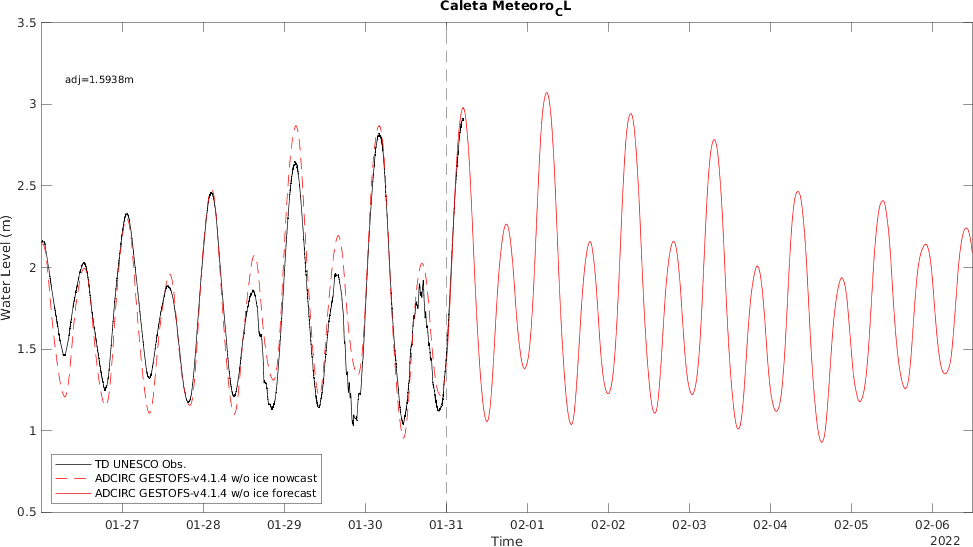 Caleta Meteoro_CL
3.5
3
2.5
2
1.5
1
0.5
Water Level (m)
adj=1.5938m
TD UNESCO Obs.
ADCIRC GESTOFS-v4.1.4 w/o ice nowcast
ADCIRC GESTOFS-v4.1.4 w/o ice forecast
01-27 01-28 01-29 01-30 01-31 02-01 02-02 02-03 02-04 02-05 02-06
Time
2022